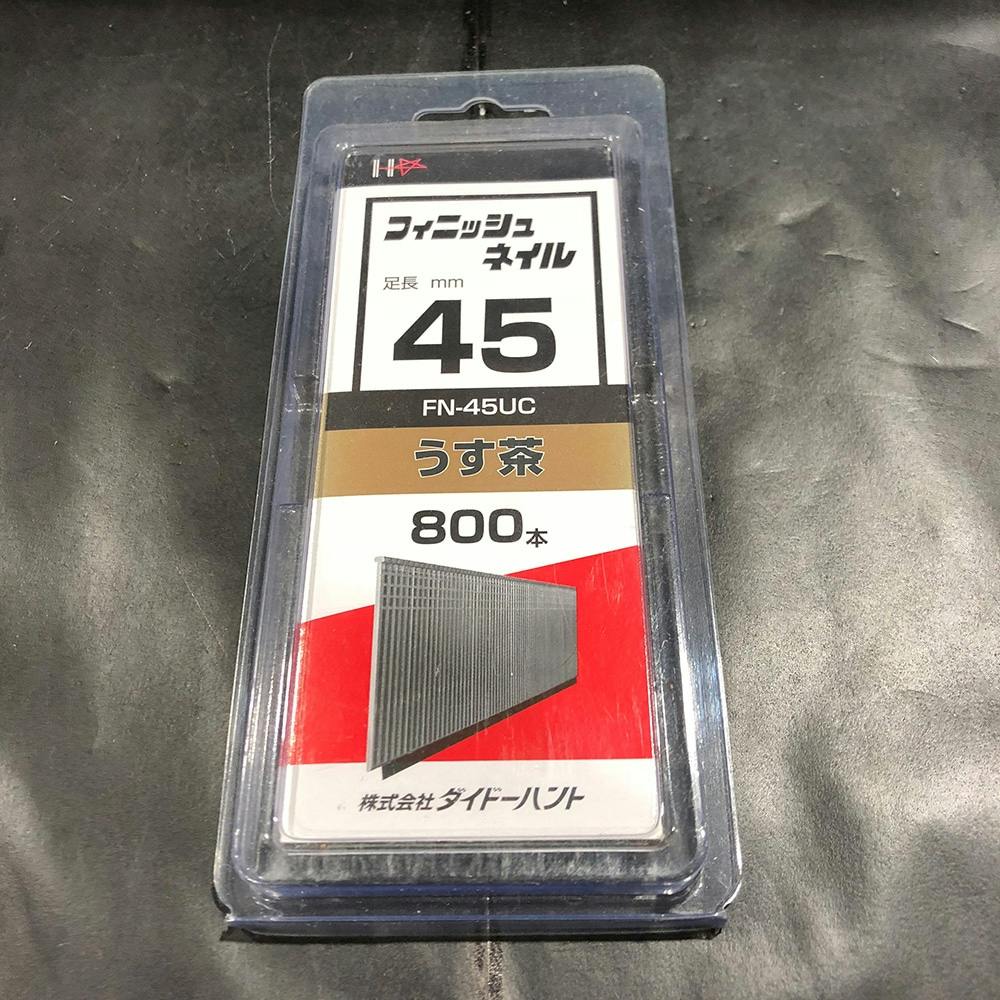 H
フィニッシュ
ネイル
足長 mm
45
FN-45UC
うす茶
800本
株式会社 ダイドーハント